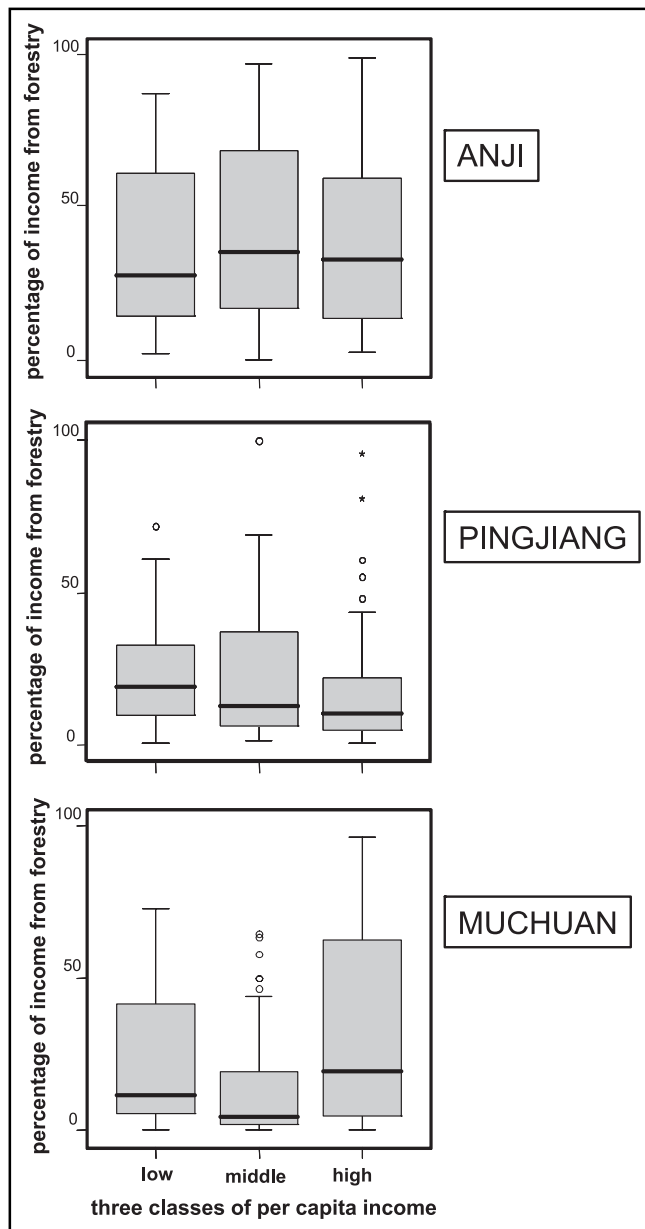 percentage of income from forestry
100
50
0
ANJI
percentage of income from forestry
100
50
0
PINGJIANG
percentage of income from forestry
100
50
0
MUCHUAN
low middle high
three classes of per capita income